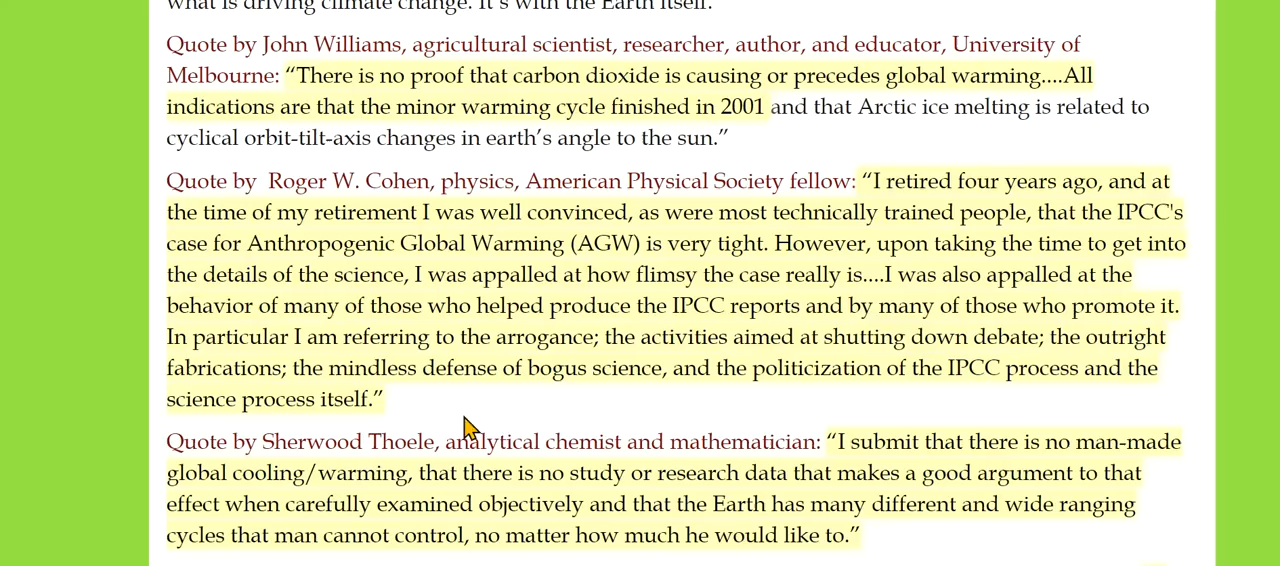 what is driving climate change. It's with the Earth itself.
Quote by John Williams, agricultural scientist, researcher, author, and educator, University of
Melbourne: “There is no proof that carbon dioxide is causing or precedes global warming....All
indications are that the minor warming cycle finished in 2001 and that Arctic ice melting is related to
cyclical orbit-tilt-axis changes in earth’s angle to the sun.”
Quote by  Roger W. Cohen, physics, American Physical Society fellow: “I retired four years ago, and at
the time of my retirement I was well convinced, as were most technically trained people, that the IPCC's
case for Anthropogenic Global Warming (AGW) is very tight. However, upon taking the time to get into
the details of the science, I was appalled at how flimsy the case really is....I was also appalled at the
behavior of many of those who helped produce the IPCC reports and by many of those who promote it.
In particular I am referring to the arrogance; the activities aimed at shutting down debate; the outright
fabrications; the mindless defense of bogus science, and the politicization of the IPCC process and the
science process itself.”
Quote by Sherwood Thoele, analytical chemist and mathematician: “I submit that there is no man-made
global cooling/warming, that there is no study or research data that makes a good argument to that
effect when carefully examined objectively and that the Earth has many different and wide ranging
cycles that man cannot control, no matter how much he would like to.”